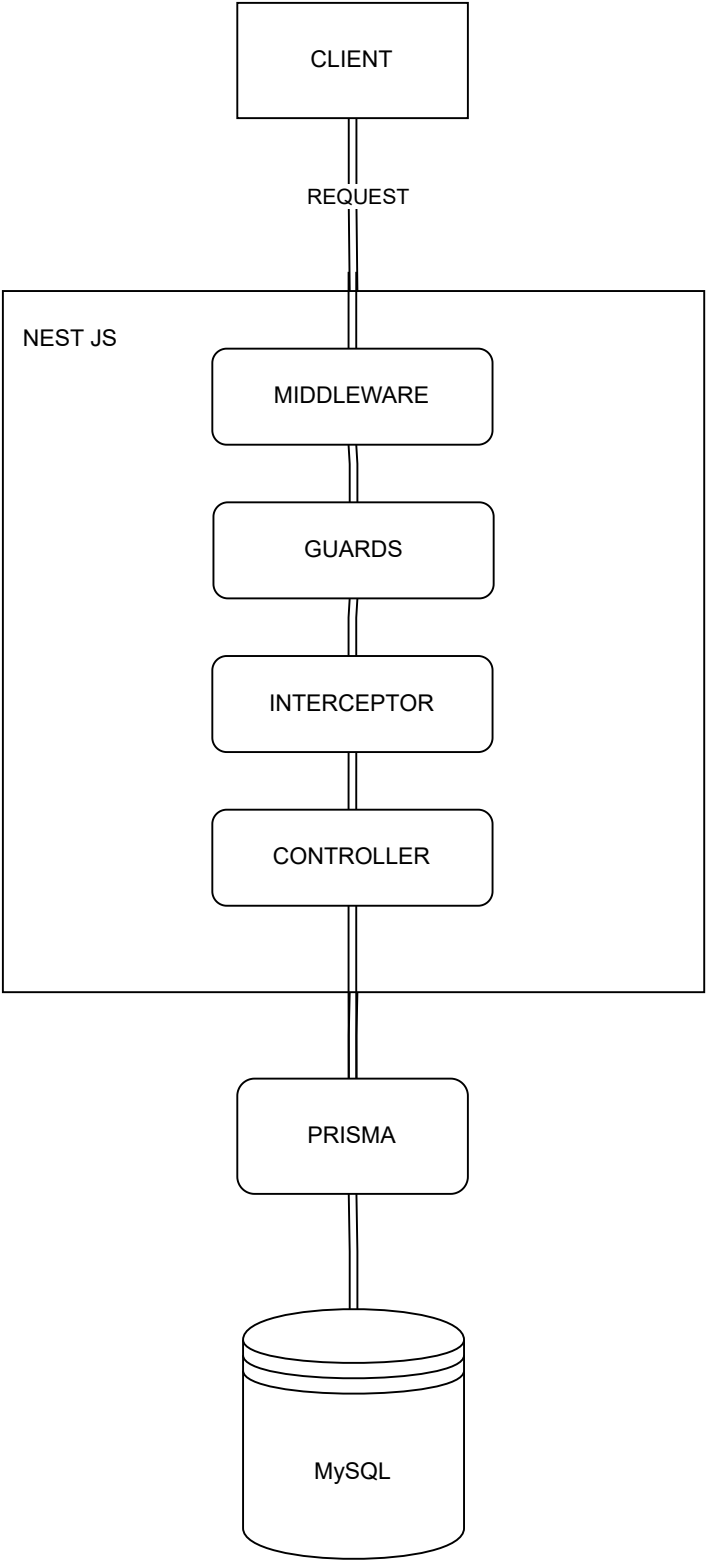 CLIENT
REQUEST
NEST JS
MIDDLEWARE
GUARDS
INTERCEPTOR
CONTROLLER
PRISMA
MySQL